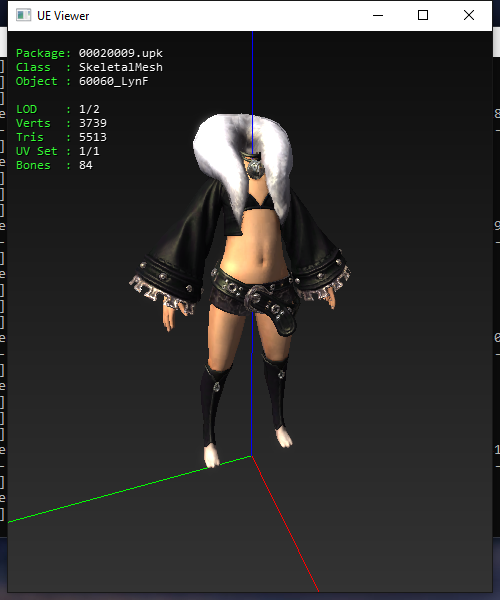 UE Viewer
Package: 00020009.upk
Class : SkeletalMesh
Object : 60060_LynF
LOD : 1/2
Verts : 3739
Tris : 5513
UV Set : 1/1
Bones : 84